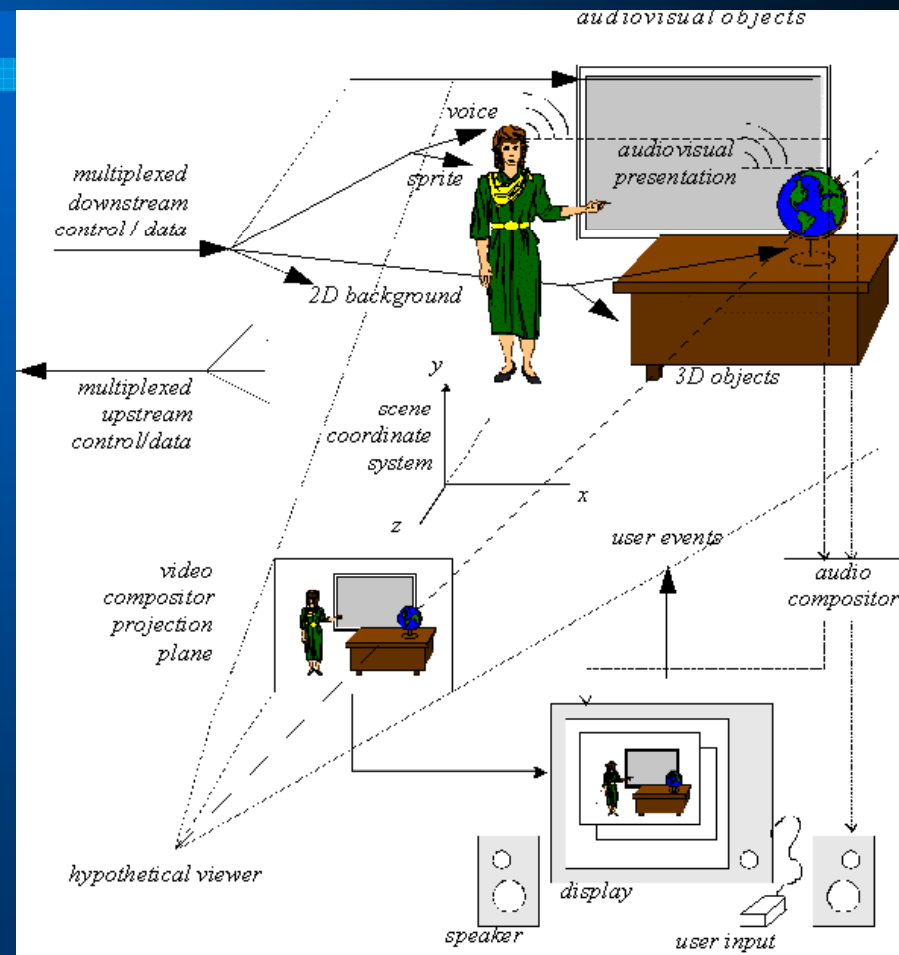 audiovisual objects
voice
sprite
audiovisual
presentation
multiplexed
downstream
control / data
2D background
3D objects
multiplexed
upstream
control/data
y
scene
coordinate
system
x
z
user events
video
compositor
projection
plane
audio
compositor
hypothetical viewer
display
speaker
user input